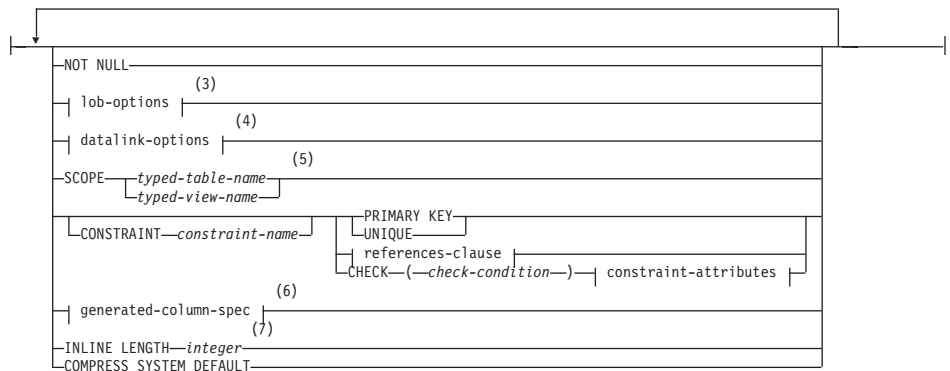 NOT NULL
(3)
lob-options
(4)
datalink-options
(5)
SCOPE typed-table-name
typed-view-name
PRIMARY KEY
CONSTRAINT constraint-name UNIQUE
references-clause
CHECK ( check-condition ) constraint-attributes
(6)
generated-column-spec
(7)
INLINE LENGTH integer
COMPRESS SYSTEM DEFAULT